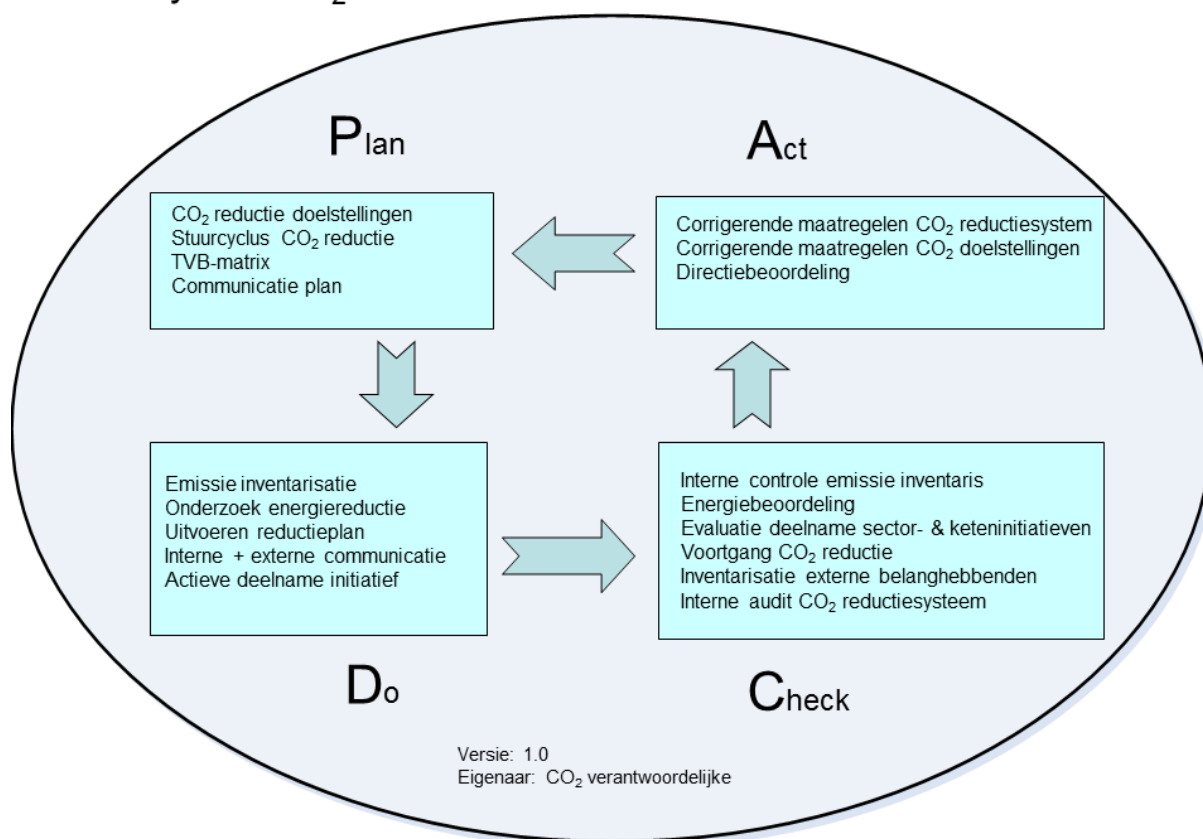 Plan
CO₂ reductie doelstellingen
Stuurcyclus CO₂ reductie
TVB-matrix
Communicatie plan
Act
Corrigerende maatregelen CO₂ reductiesystem
Corrigerende maatregelen CO₂ doelstellingen
Directiebeoordeling
Emissie inventarisatie
Onderzoek energiereductie
Uitvoeren reductieplan
Interne + externe communicatie
Actieve deelname initiatief
Do
Interne controle emissie inventaris
Energiebeoordeling
Evaluatie deelname sector- & keteninitiatieven
Voortgang CO₂ reductie
Inventarisatie externe belanghebbenden
Interne audit CO₂ reductiesysteem
Check
Versie: 1.0
Eigenaar: CO₂ verantwoordelijke